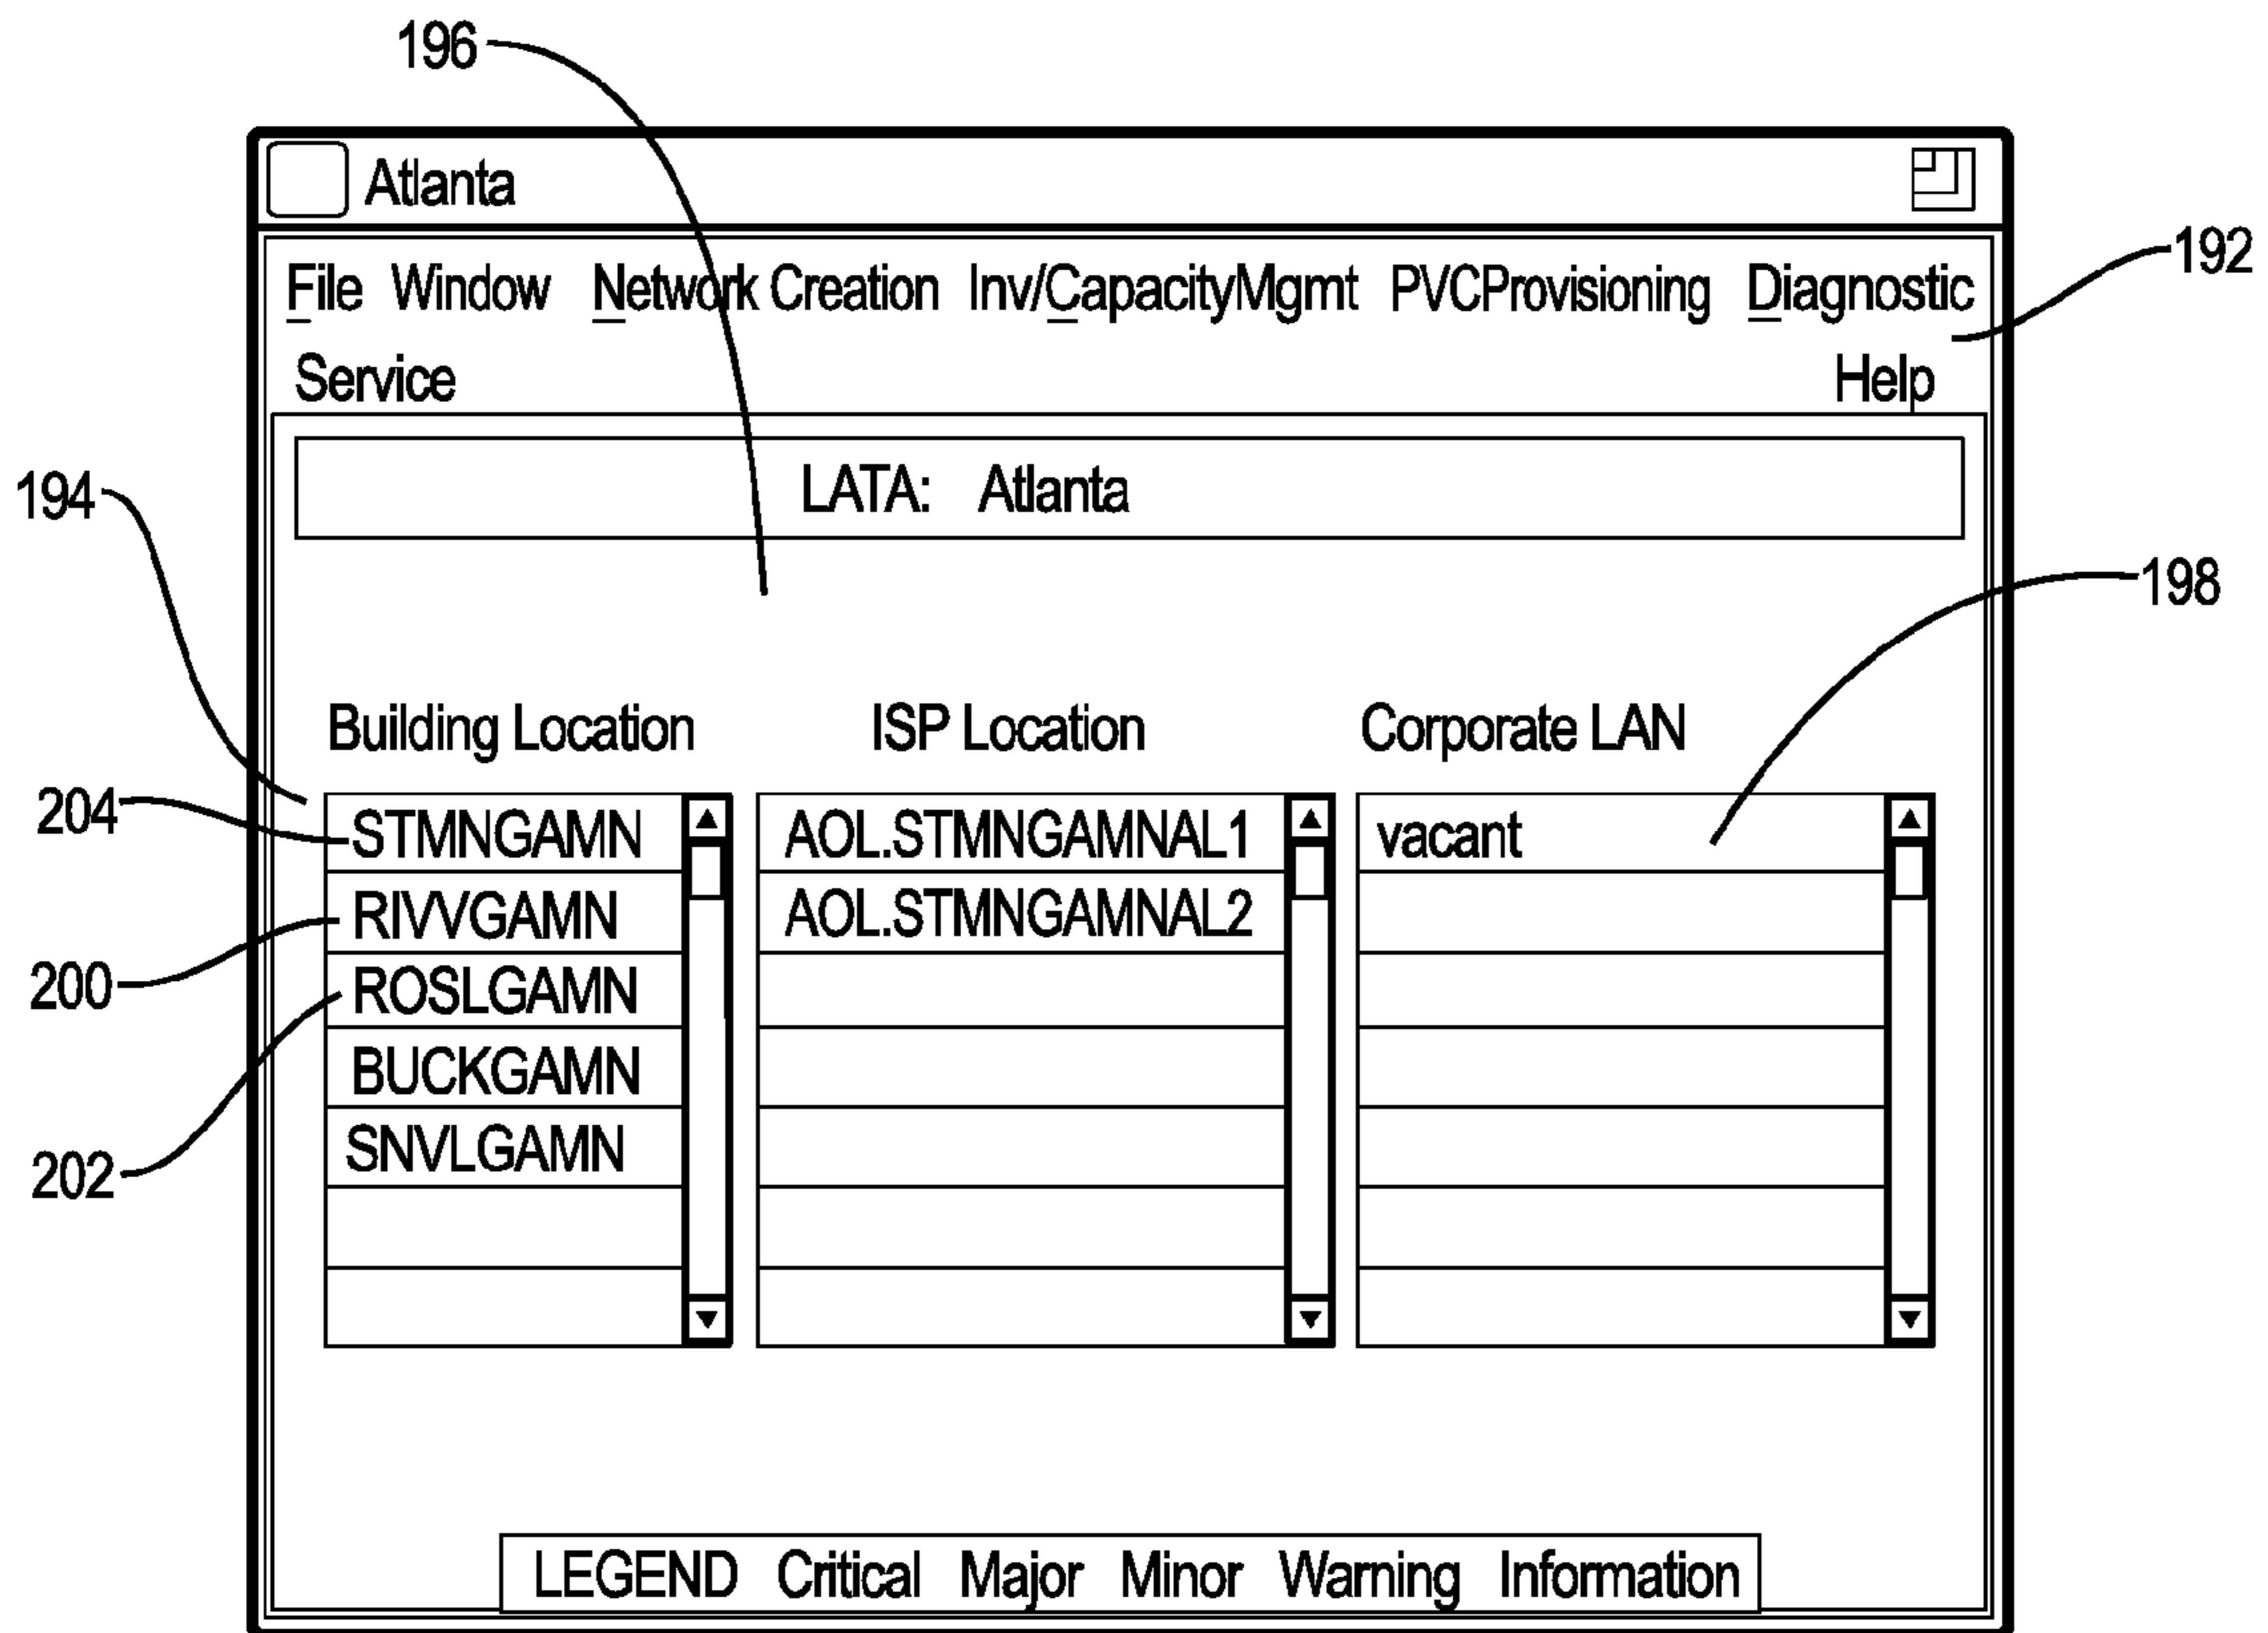 196
Atlanta
192
File Window Network Creation Inv/CapacityMgmt PVCProvisioning Diagnostic
Service Help
194
LATA: Atlanta
198
Building Location ISP Location Corporate LAN
204 STMNGAMN AOL.STMNGAMNAL1 vacant
200 RIVVGAMN AOL.STMNGAMNAL2
202 ROSLGAMN
BUCKGAMN
SNVLGAMN
LEGEND Critical Major Minor Warning Information